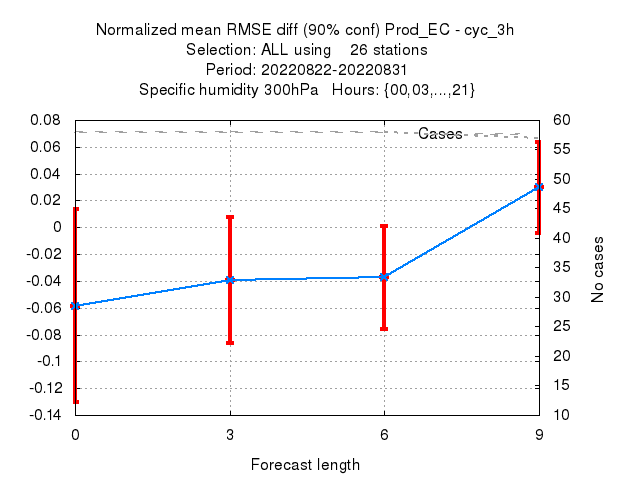 Normalized mean RMSE diff (90% conf) Prod_EC - cyc_3h
Selection: ALL using 26 stations
Period: 20220822-20220831
Specific humidity 300hPa Hours: {00,03,...,21}
0.08
0.06
0.04
0.02
0
-0.02
-0.04
-0.06
-0.08
-0.1
-0.12
-0.14
Cases
60
55
50
45
40
35
30
25
20
15
10
No cases
0 3 6 9
Forecast length